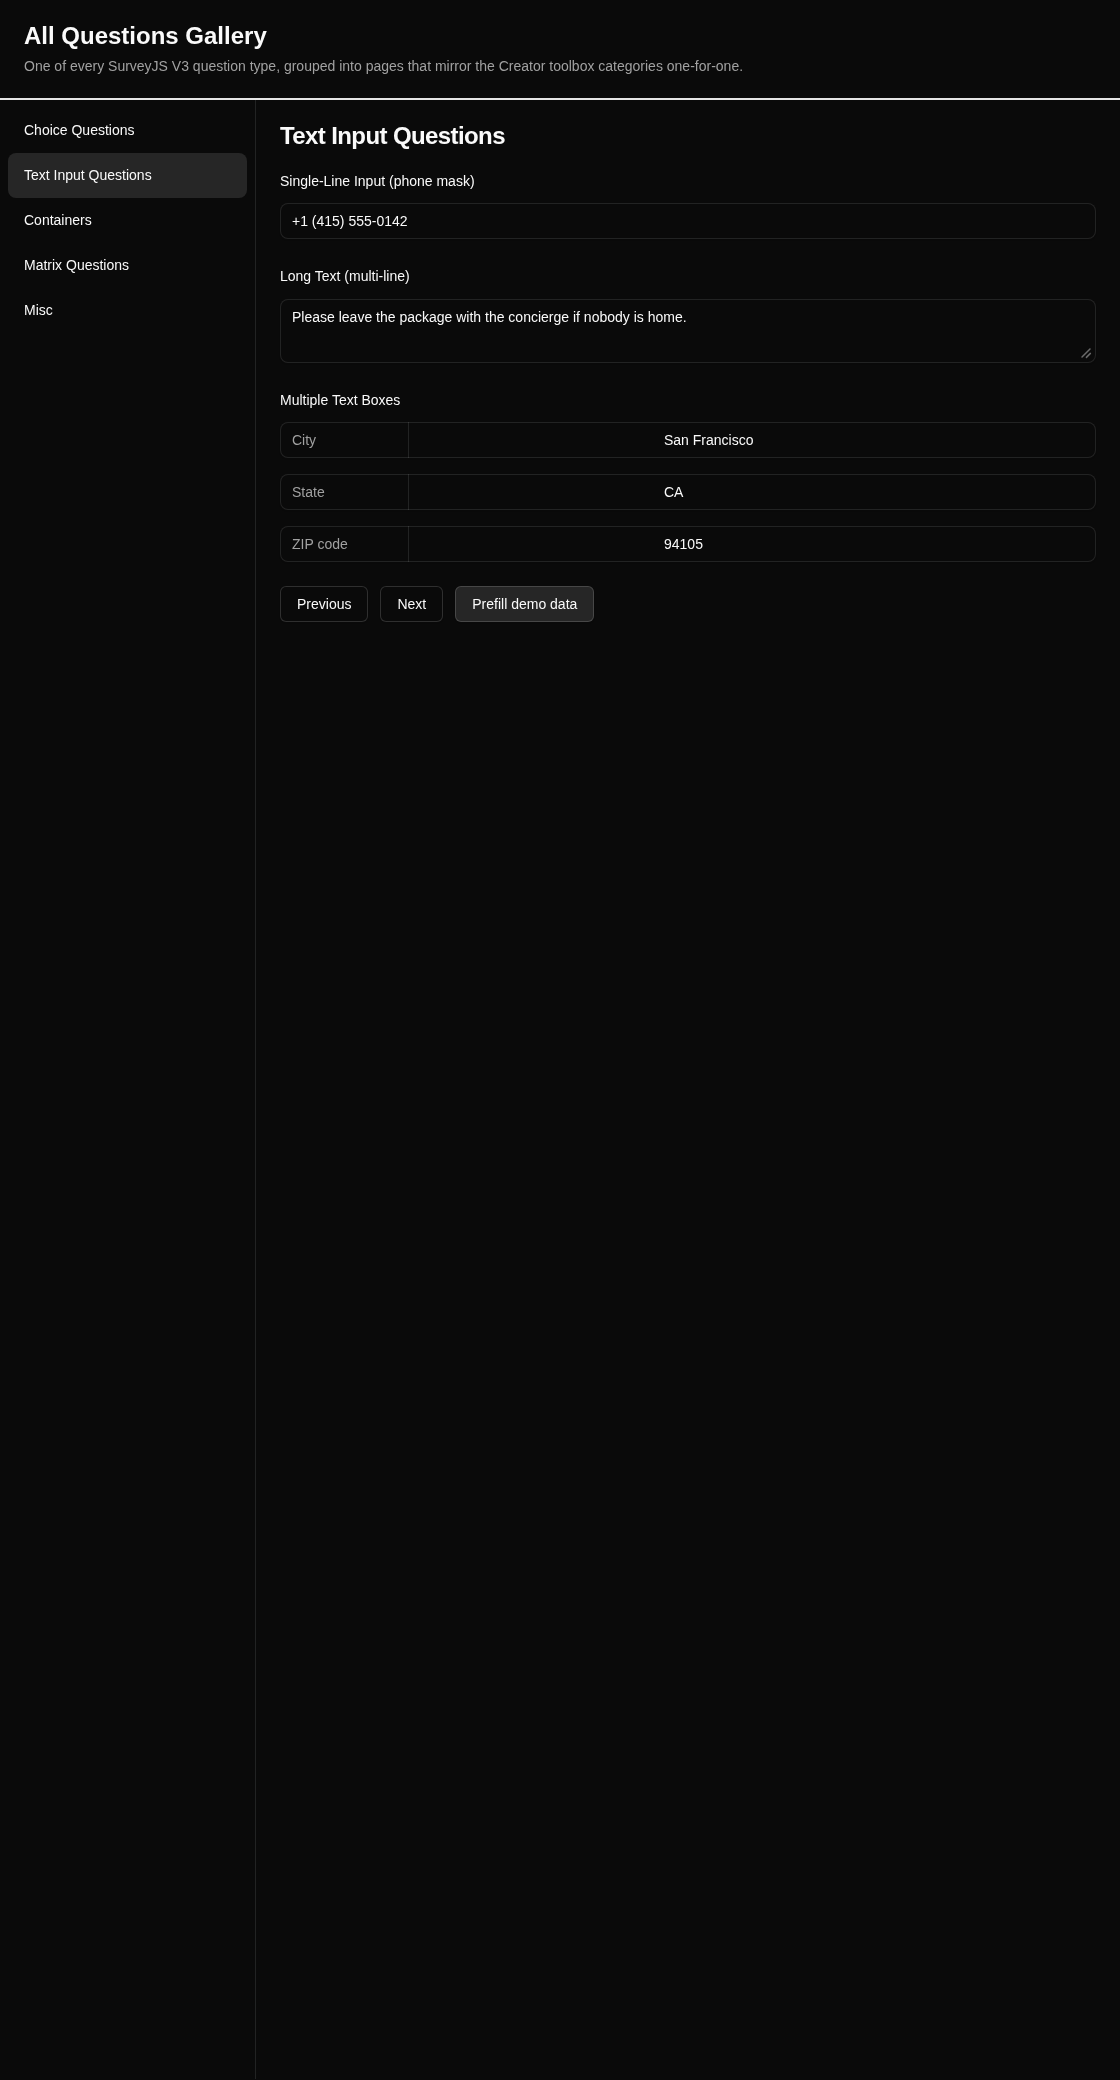 All Questions Gallery
One of every SurveyJS V3 question type, grouped into pages that mirror the Creator toolbox categories one-for-one.
Choice Questions
Text Input Questions
Containers
Matrix Questions
Misc
Text Input Questions
Single-Line Input (phone mask)
+1 (415) 555-0142
Long Text (multi-line)
Please leave the package with the concierge if nobody is home.
Multiple Text Boxes
City San Francisco
State CA
ZIP code 94105
Previous Next Prefill demo data